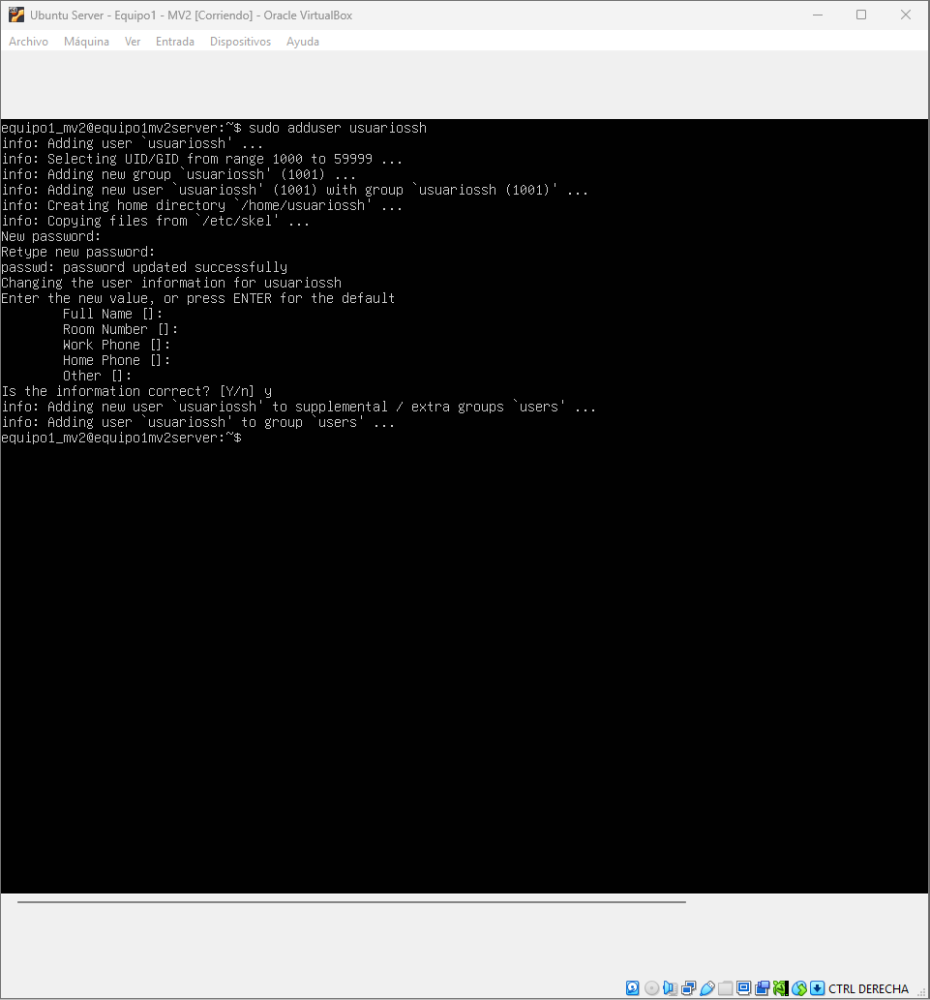 Ubuntu Server - Equipo1 - MV2 [Corriendo] - Oracle VirtualBox
Archivo Máquina Ver Entrada Dispositivos Ayuda
equipo1_mv2@equipo1mv2server:~$ sudo adduser usuariossh
info: Adding user `usuariossh' ...
info: Selecting UID/GID from range 1000 to 59999 ...
info: Adding new group `usuariossh' (1001) ...
info: Adding new user `usuariossh' (1001) with group `usuariossh (1001)' ...
info: Creating home directory `/home/usuariossh' ...
info: Copying files from `/etc/skel' ...
New password:
Retype new password:
passwd: password updated successfully
Changing the user information for usuariossh
Enter the new value, or press ENTER for the default
        Full Name []:
        Room Number []:
        Work Phone []:
        Home Phone []:
        Other []:
Is the information correct? [Y/n] y
info: Adding new user `usuariossh' to supplemental / extra groups `users' ...
info: Adding user `usuariossh' to group `users' ...
equipo1_mv2@equipo1mv2server:~$
CTRL DERECHA